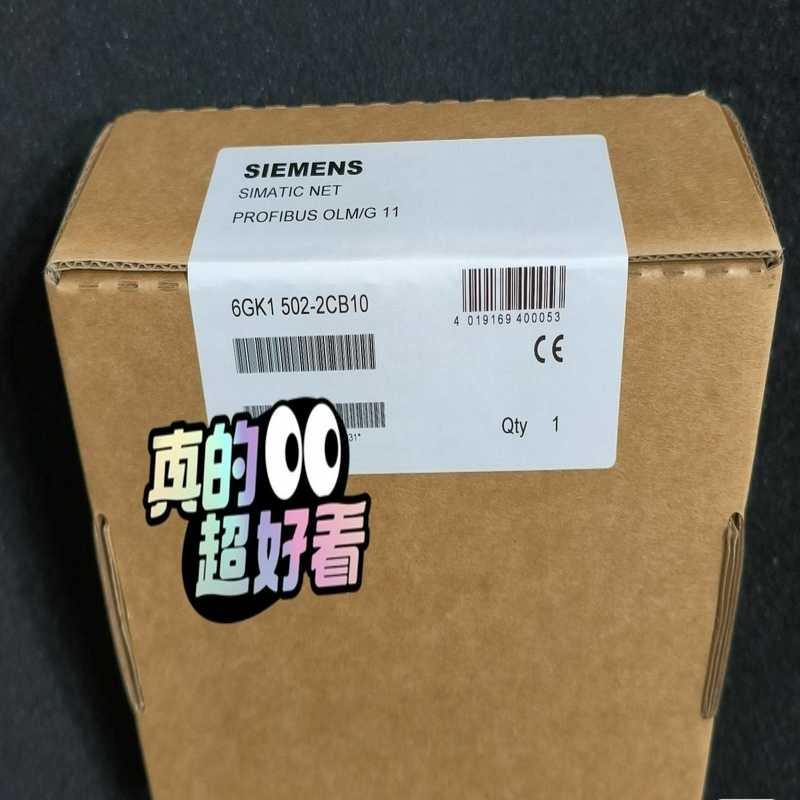 SIEMENS
SIMATIC NET
PROFIBUS OLM/G 11
6GK1 502-2CB10
4 019169 400053
CE
Qty 1
31*
真的
超好看